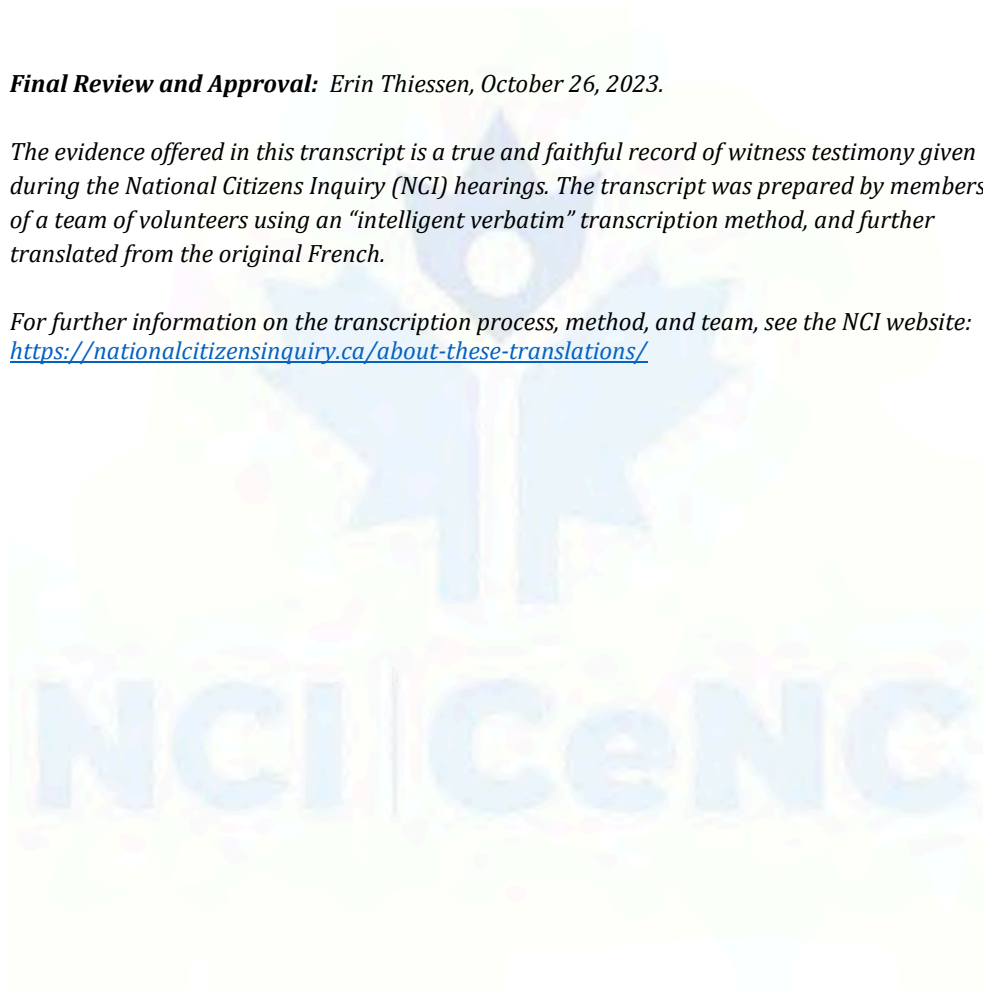 Final Review and Approval: Erin Thiessen, October 26, 2023.
The evidence offered in this transcript is a true and faithful record of witness testimony given
during the National Citizens Inquiry (NCI) hearings. The transcript was prepared by members
of a team of volunteers using an “intelligent verbatim” transcription method, and further
translated from the original French.
For further information on the transcription process, method, and team, see the NCI website:
https://nationalcitizensinquiry.ca/about-these-translations/
NCI | CeNC